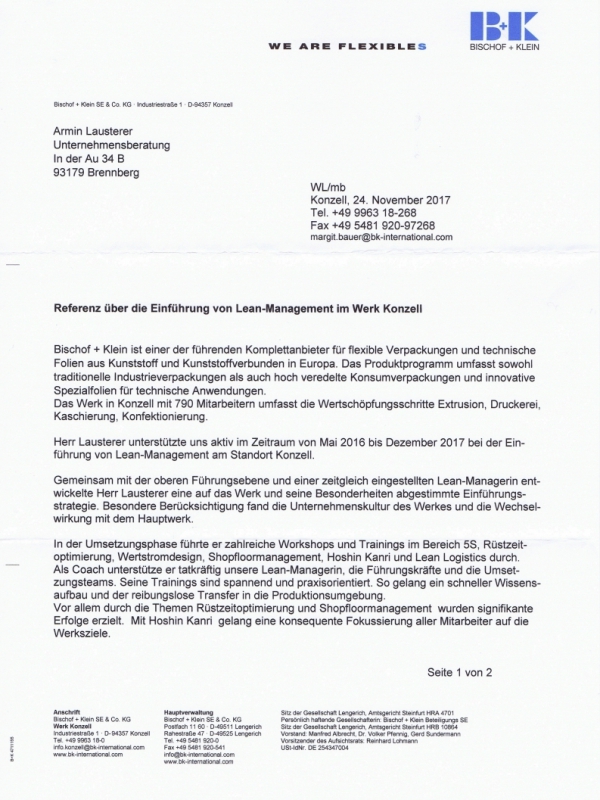 WE ARE FLEXIBLES
B+K
BISCHOF + KLEIN
Bischof + Klein SE & Co. KG · Industriestraße 1 · D-94357 Konzell
Armin Lausterer
Unternehmensberatung
In der Au 34 B
93179 Brennberg
WL/mb
Konzell, 24. November 2017
Tel. +49 9963 18-268
Fax +49 5481 920-97268
margit.bauer@bk-international.com
Referenz über die Einführung von Lean-Management im Werk Konzell
Bischof + Klein ist einer der führenden Komplettanbieter für flexible Verpackungen und technische
Folien aus Kunststoff und Kunststoffverbunden in Europa. Das Produktprogramm umfasst sowohl
traditionelle Industrieverpackungen als auch hoch veredelte Konsumverpackungen und innovative
Spezialfolien für technische Anwendungen.
Das Werk in Konzell mit 790 Mitarbeitern umfasst die Wertschöpfungsschritte Extrusion, Druckerei,
Kaschierung, Konfektionierung.
Herr Lausterer unterstützte uns aktiv im Zeitraum von Mai 2016 bis Dezember 2017 bei der Ein-
führung von Lean-Management am Standort Konzell.
Gemeinsam mit der oberen Führungsebene und einer zeitgleich eingestellten Lean-Managerin ent-
wickelte Herr Lausterer eine auf das Werk und seine Besonderheiten abgestimmte Einführungs-
strategie. Besondere Berücksichtigung fand die Unternehmenskultur des Werkes und die Wechsel-
wirkung mit dem Hauptwerk.
In der Umsetzungsphase führte er zahlreiche Workshops und Trainings im Bereich 5S, Rüstzeit-
optimierung, Wertstromdesign, Shopfloormanagement, Hoshin Kanri und Lean Logistics durch.
Als Coach unterstütze er tatkräftig unsere Lean-Managerin, die Führungskräfte und die Umset-
zungsteams. Seine Trainings sind spannend und praxisorientiert. So gelang ein schneller Wissens-
aufbau und der reibungslose Transfer in die Produktionsumgebung.
Vor allem durch die Themen Rüstzeitoptimierung und Shopfloormanagement wurden signifikante
Erfolge erzielt. Mit Hoshin Kanri gelang eine konsequente Fokussierung aller Mitarbeiter auf die
Werksziele.
Seite 1 von 2
Anschrift
Bischof + Klein SE & Co. KG
Werk Konzell
Industriestraße 1 · D-94357 Konzell
Tel. +49 9963 18-0
info.konzell@bk-international.com
www.bk-international.com
Hauptverwaltung
Bischof + Klein SE & Co. KG
Postfach 11 60 · D-49511 Lengerich
Rahestraße 47 · D-49525 Lengerich
Tel. +49 5481 920-0
Fax +49 5481 920-541
info@bk-international.com
www.bk-international.com
Sitz der Gesellschaft Lengerich, Amtsgericht Steinfurt HRA 4701
Persönlich haftende Gesellschafterin: Bischof + Klein Beteiligungs SE
Sitz der Gesellschaft Lengerich, Amtsgericht Steinfurt HRB 10864
Vorstand: Manfred Albrecht, Dr. Volker Pfennig, Gerd Sundermann
Vorsitzender des Aufsichtsrats: Reinhard Lohmann
USt-IdNr. DE 254347004